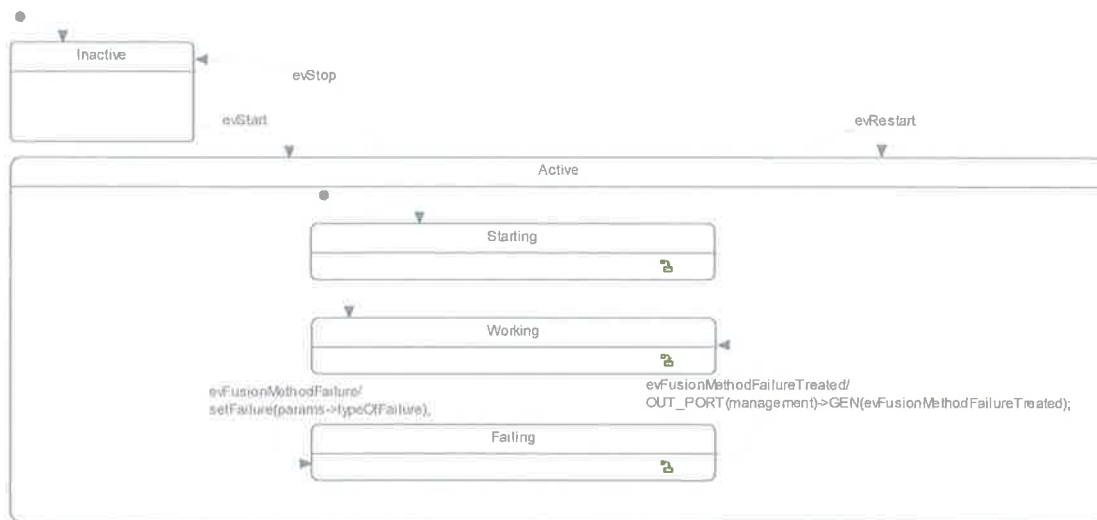 Inactive
evStop
evStart
evRestart
Active
Starting
Working
evFusionMethodFailure/
setFailure(params->typeOfFailure),
evFusionMethodFailureTreated/
OUT_PORT(management)->GEN(evFusionMethodFailureTreated);
Failing